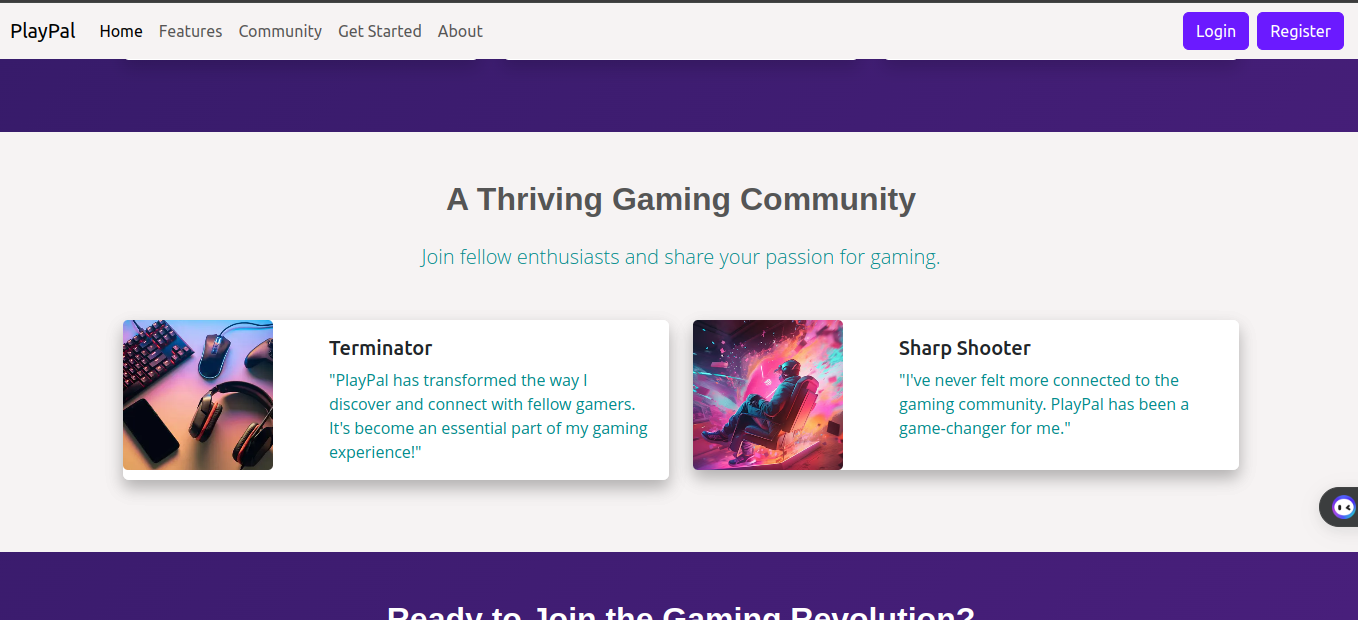 PlayPal Home Features Community Get Started About Login Register
A Thriving Gaming Community
Join fellow enthusiasts and share your passion for gaming.
Terminator
"PlayPal has transformed the way I
discover and connect with fellow gamers.
It's become an essential part of my gaming
experience!"
Sharp Shooter
"I've never felt more connected to the
gaming community. PlayPal has been a
game-changer for me."
Ready to Join the Gaming Revolution?